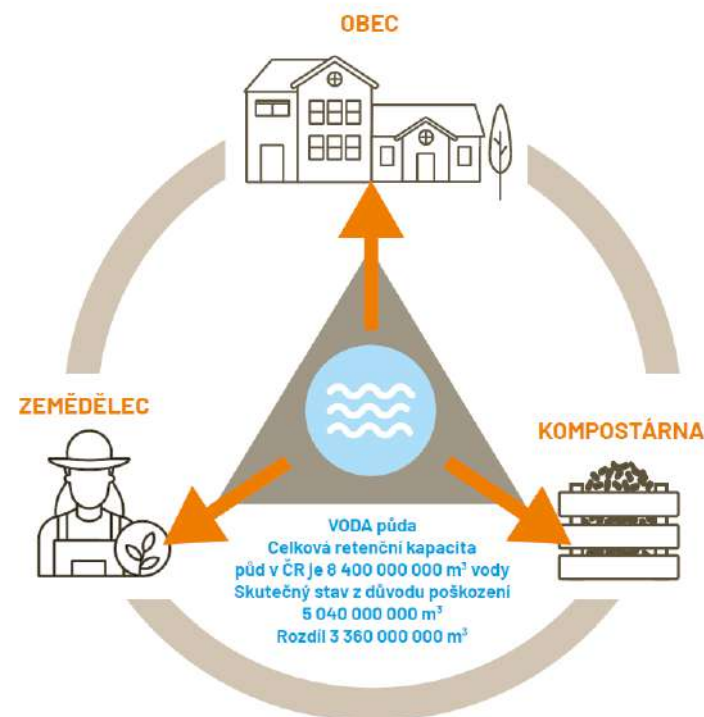 OBEC
ZEMĚDĚLEC
KOMPOSTÁRNA
VODA půda
Celková retenční kapacita
půd v ČR je 8 400 000 000 m³ vody
Skutečný stav z důvodu poškození
5 040 000 000 m³
Rozdíl 3 360 000 000 m³